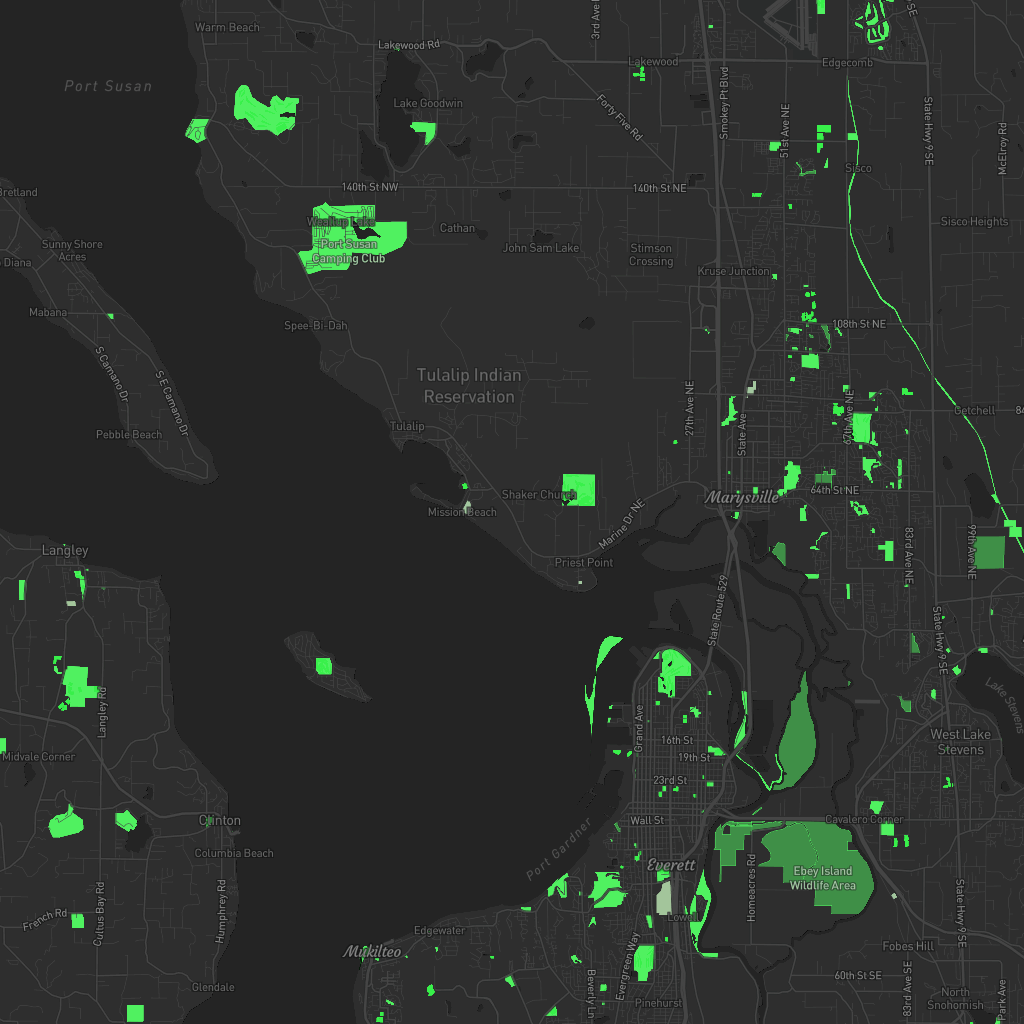 Warm Beach
Lakewood Rd
3rd Ave
SE
Lakewood
Edgecomb
Port Susan
Smokey Pt Blvd
Lake Goodwin
Forty Five Rd
51st Ave NE
State Hwy 9 SE
McElroy Rd
Sisco
140th St NW
140th St NE
Sunny Shore
Acres
Cathan
John Sam Lake
Stimson
Crossing
Sisco Heights
Port Susan
Camping Club
Kruse Junction
Mabana
Spee-Bi-Dah
108th St NE
S Camano Dr
S E Camano Dr
Tulalip Indian
Reservation
27th Ave NE
State Ave
67th Ave NE
Getchell
84
Pebble Beach
Tulalip
Shaker Church
Marysville
64th St NE
Mission Beach
Marine Dr NE
83rd Ave NE
99th Ave NE
Langley
Priest Point
State Route 529
State Hwy 9 SE
Langley Rd
Grand Ave
Lake Stevens
16th St
West Lake
Stevens
Midvale Corner
19th St
23rd St
Clinton
Wall St
Cavalero Corner
Columbia Beach
Port Gardner
Everett
Ebey Island
Wildlife Area
Homeacres Rd
Cultus Bay Rd
Humphrey Rd
French Rd
Lowell
Edgewater
State Hwy 9 SE
Mukilteo
Evergreen Way
Fobes Hill
Beverly Ln
60th St SE
Glendale
83rd Ave SE
North
Snohomish
Park Ave
Pinehurst